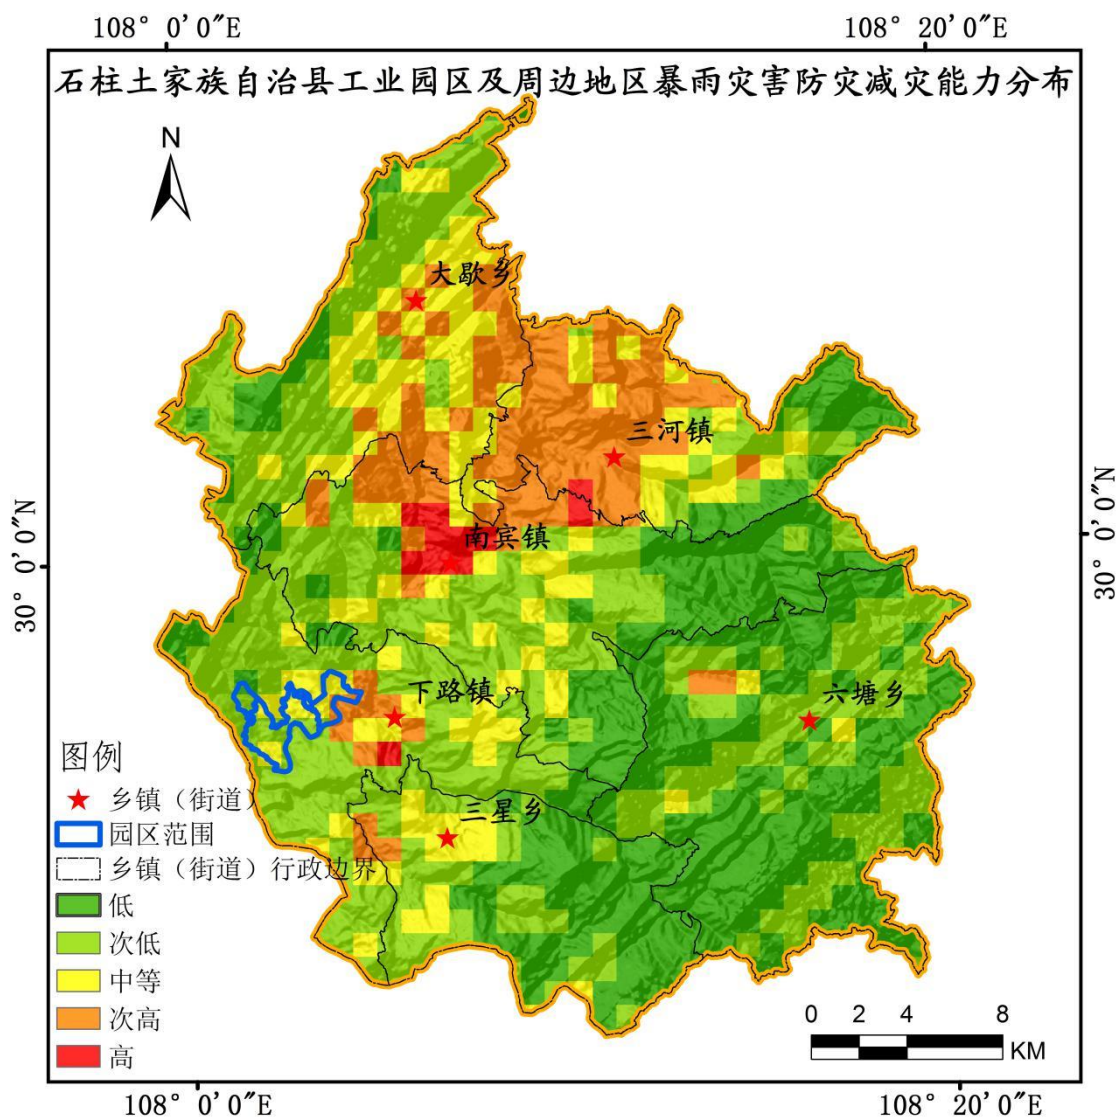 108° 0′0″E
108° 20′0″E
石柱土家族自治县工业园区及周边地区暴雨灾害防灾减灾能力分布
N
大歇乡
三河镇
南宾镇
30° 0′0″N
30° 0′0″N
下路镇
六塘乡
三星乡
图例
乡镇（街道）
园区范围
乡镇（街道）行政边界
低
次低
中等
次高
高
0 2 4 8
KM
108° 0′0″E
108° 20′0″E